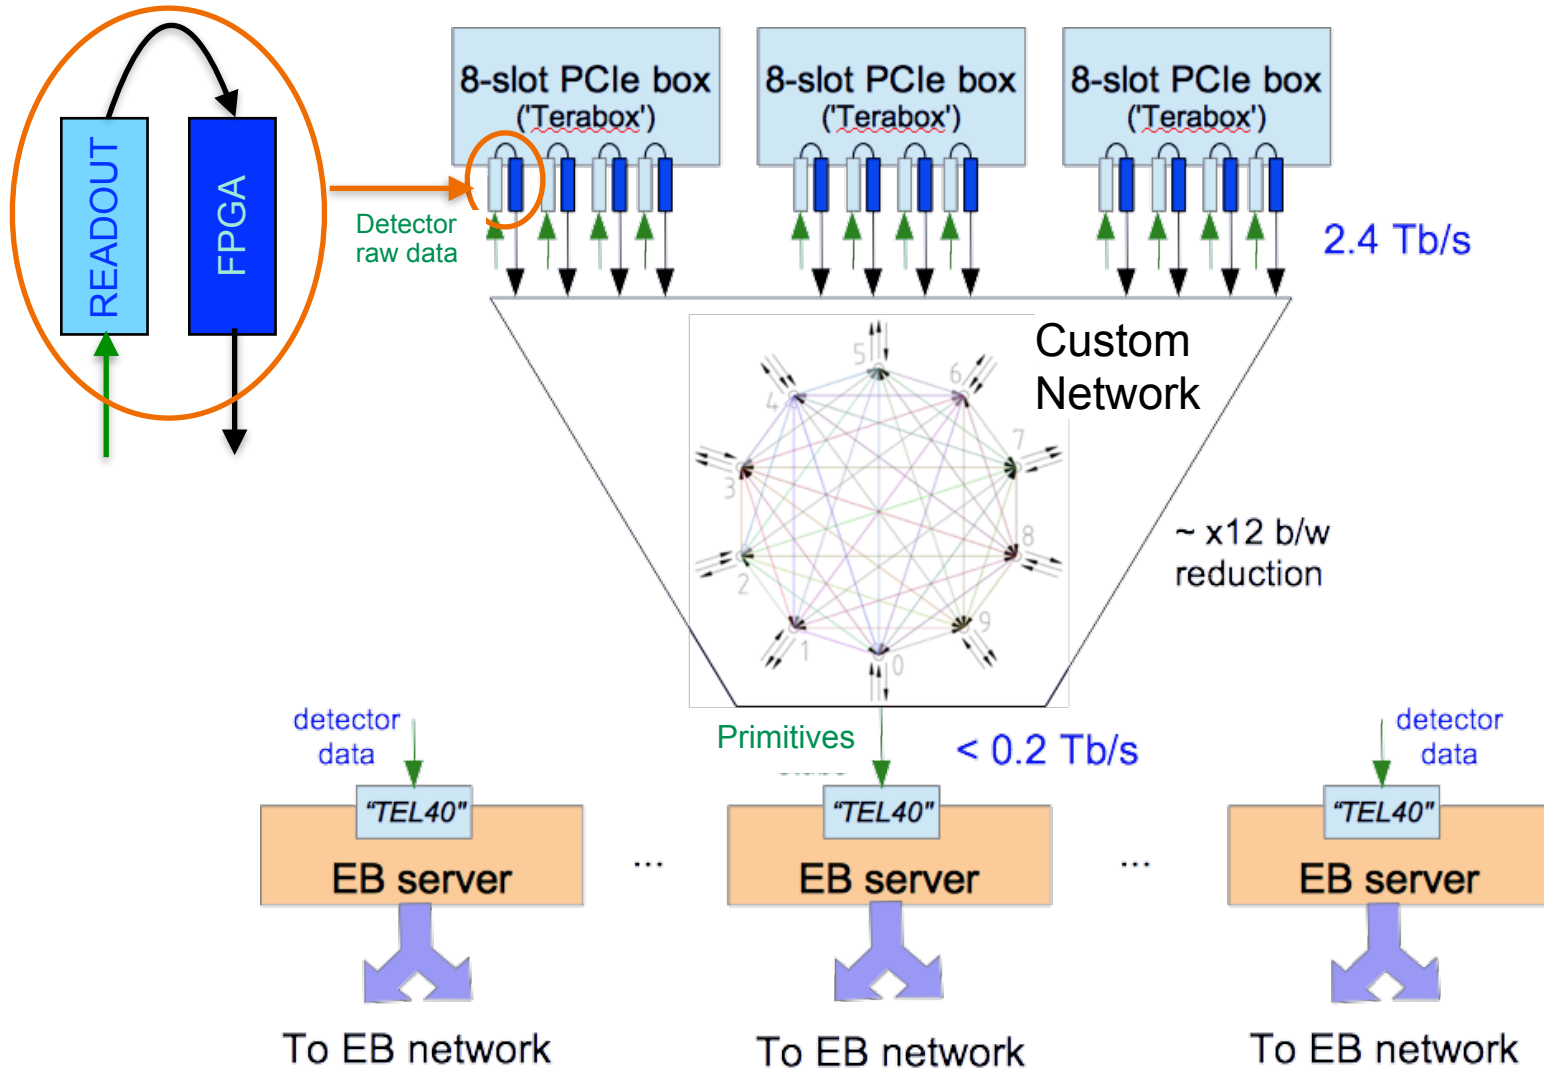 READOUT
FPGA
8-slot PCIe box
('Terabox')
8-slot PCIe box
('Terabox')
8-slot PCIe box
('Terabox')
Detector
raw data
2.4 Tb/s
Custom
Network
5
6
4
7
3
8
2
9
1
0
~ x12 b/w
reduction
detector
data
Primitives
< 0.2 Tb/s
detector
data
"TEL40"
"TEL40"
"TEL40"
EB server
...
EB server
...
EB server
To EB network
To EB network
To EB network